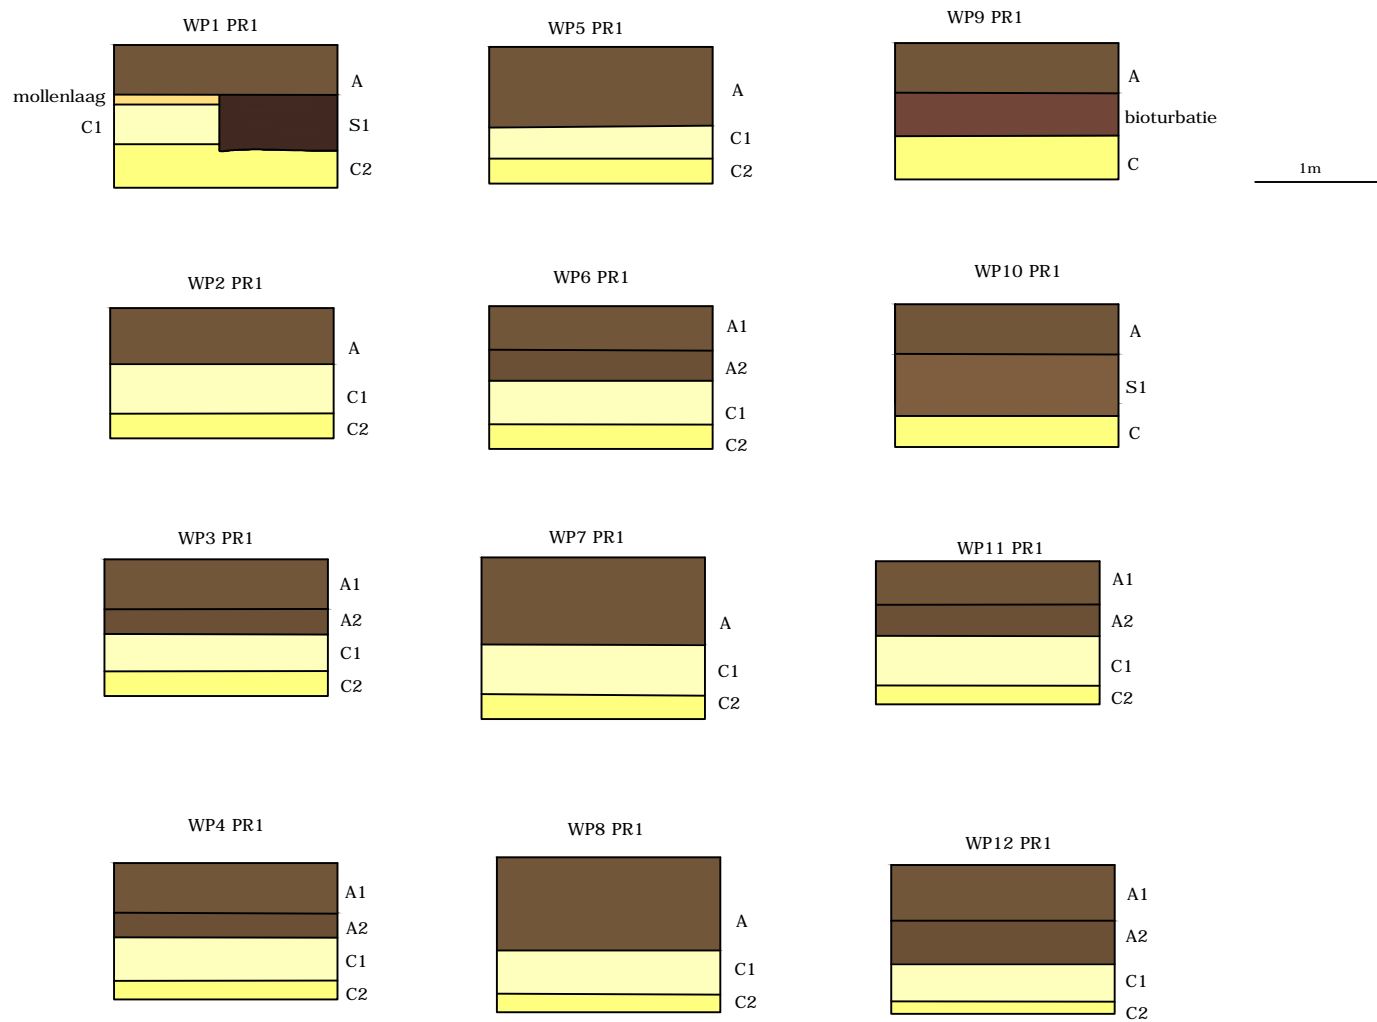 WP1 PR1
A
mollenlaag
C1
S1
C2
WP5 PR1
A
C1
C2
WP9 PR1
A
bioturbatie
C
1m
WP2 PR1
A
C1
C2
WP6 PR1
A1
A2
C1
C2
WP10 PR1
A
S1
C
WP3 PR1
A1
A2
C1
C2
WP7 PR1
A
C1
C2
WP11 PR1
A1
A2
C1
C2
WP4 PR1
A1
A2
C1
C2
WP8 PR1
A
C1
C2
WP12 PR1
A1
A2
C1
C2